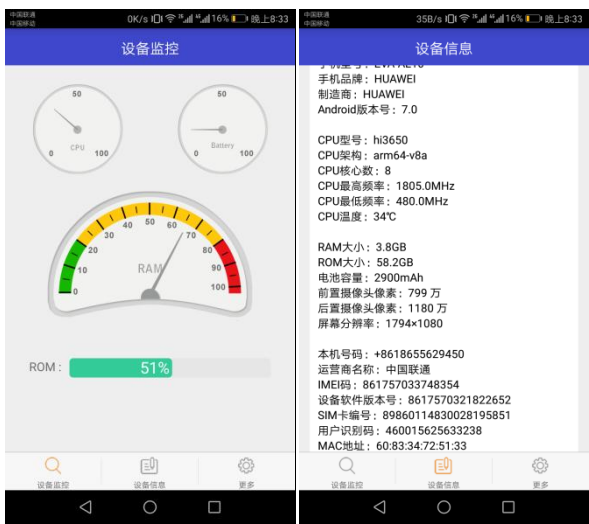 中国联通
中国移动
0K/s 16% 晚上8:33
设备监控
50
0
CPU
100
50
0
Battery
100
0
10
20
30
40
50
60
70
80
90
100
RAM
ROM：
51%
设备监控
设备信息
更多
中国联通
中国移动
35B/s 16% 晚上8:33
设备信息
手机品牌：HUAWEI
制造商：HUAWEI
Android版本号：7.0
CPU型号：hi3650
CPU架构：arm64-v8a
CPU核心数：8
CPU最高频率：1805.0MHz
CPU最低频率：480.0MHz
CPU温度：34℃
RAM大小：3.8GB
ROM大小：58.2GB
电池容量：2900mAh
前置摄像头像素：799 万
后置摄像头像素：1180 万
屏幕分辨率：1794×1080
本机号码：+8618655629450
运营商名称：中国联通
IMEI码：861757033748354
设备软件版本号：8617570321822652
SIM卡编号：89860114830028195851
用户识别码：460015625633238
MAC地址：60:83:34:72:51:33
设备监控
设备信息
更多